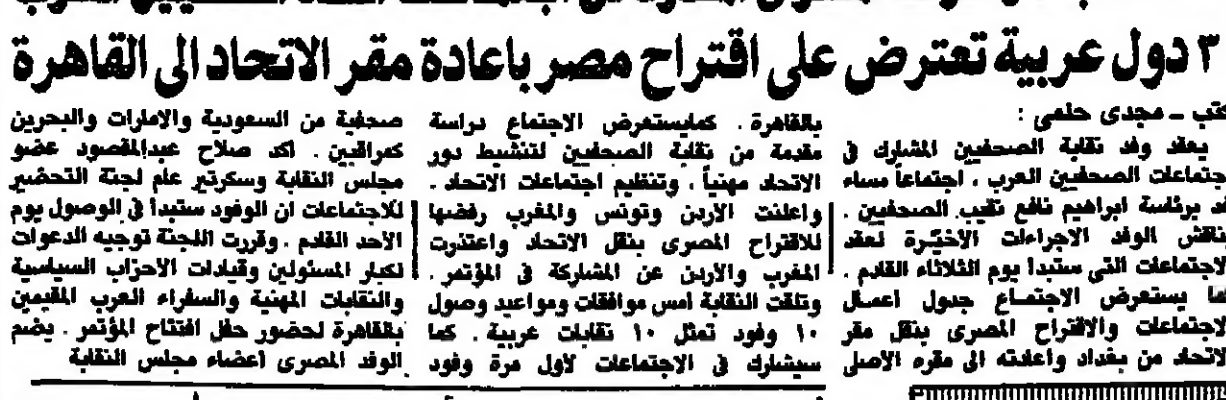 ٣ دول عربية تعترض على اقتراح مصر باعادة مقر الاتحاد الى القاهرة
كتب ـ مجدى حلمى :
يعقد وفد نقابة الصحفيين المشارك فى
اجتماعات الصحفيين العرب ، اجتماعاً مساء
غد برئاسة ابراهيم نافع نقيب الصحفيين .
يناقش الوفد الاجراءات الأخيرة لعقد
الاجتماعات التى ستبدأ يوم الثلاثاء القادم .
كما يستعرض الاجتماع جدول اعمال
الاجتماعات والاقتراح المصرى بنقل مقر
الاتحاد من بغداد واعادته الى مقره الأصلى
بالقاهرة . كما يستعرض الاجتماع دراسة
مقدمة من نقابة الصحفيين لتنشيط دور
الاتحاد مهنياً ، وتنظيم اجتماعات الاتحاد .
واعلنت الأردن وتونس والمغرب رفضها
للاقتراح المصرى بنقل الاتحاد واعتذرت
المغرب والأردن عن المشاركة فى المؤتمر .
وتلقت النقابة امس موافقات ومواعيد وصول
١٠ وفود تمثل ١٠ نقابات عربية . كما
سيشارك فى الاجتماعات لأول مرة وفود
صحفية من السعودية والامارات والبحرين
كمراقبين . اكد صلاح عبدالمقصود عضو
مجلس النقابة وسكرتير عام لجنة التحضير
للاجتماعات ان الوفود ستبدأ فى الوصول يوم
الأحد القادم . وقررت اللجنة توجيه الدعوات
لكبار المسئولين وقيادات الأحزاب السياسية
والنقابات المهنية والسفراء العرب المقيمين
بالقاهرة لحضور حفل افتتاح المؤتمر . يضم
الوفد المصرى أعضاء مجلس النقابة